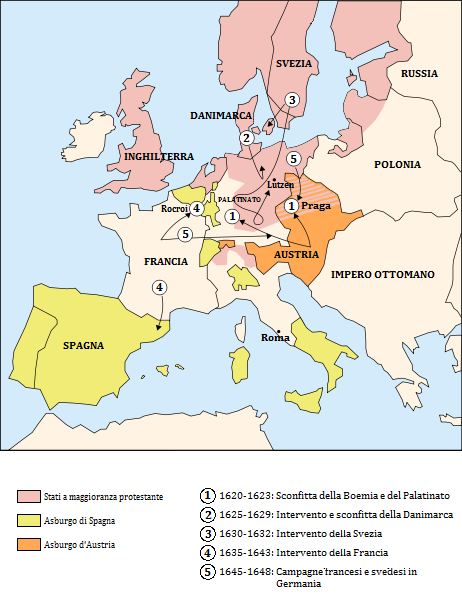 SVEZIA
RUSSIA
3
DANIMARCA
2
INGHILTERRA
5
POLONIA
Lützen
PALATINATO
Rocroi
4
1
1
Praga
5
FRANCIA
AUSTRIA
IMPERO OTTOMANO
4
SPAGNA
Roma
Stati a maggioranza protestante
Asburgo di Spagna
Asburgo d'Austria
1 1620-1623: Sconfitta della Boemia e del Palatinato
2 1625-1629: Intervento e sconfitta della Danimarca
3 1630-1632: Intervento della Svezia
4 1635-1643: Intervento della Francia
5 1645-1648: Campagne francesi e svedesi in
Germania